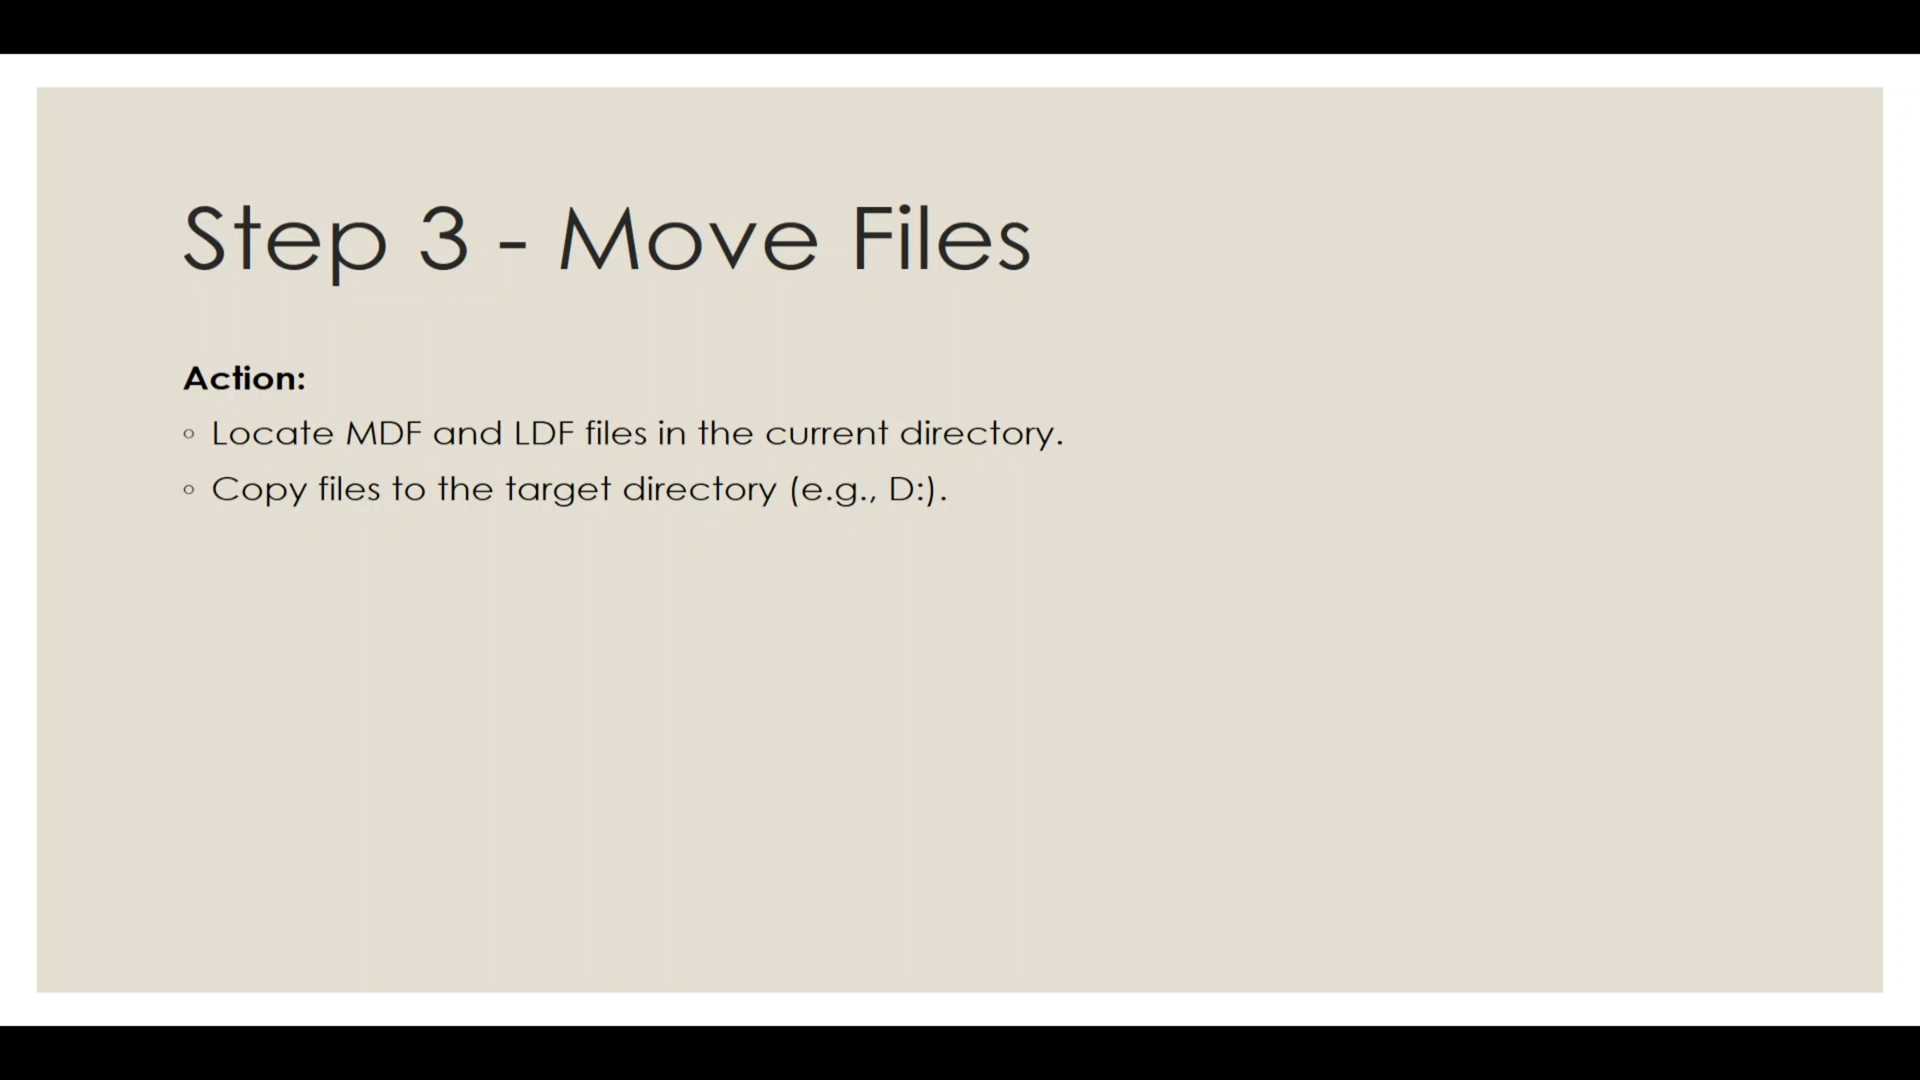 Step 3 - Move Files
Action:
◦ Locate MDF and LDF files in the current directory.
◦ Copy files to the target directory (e.g., D:).